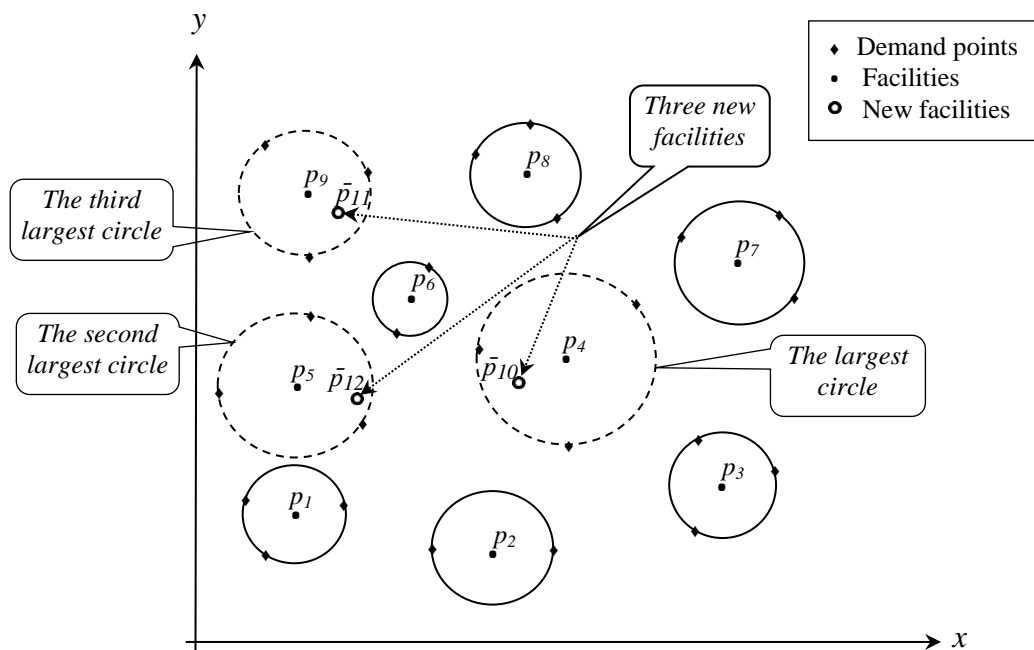 y
Demand points
Facilities
New facilities
Three new
facilities
p8
p9
p̄11
The third
largest circle
p7
p6
The second
largest circle
p4
p̄10
p5
p̄12
The largest
circle
p3
p1
p2
x